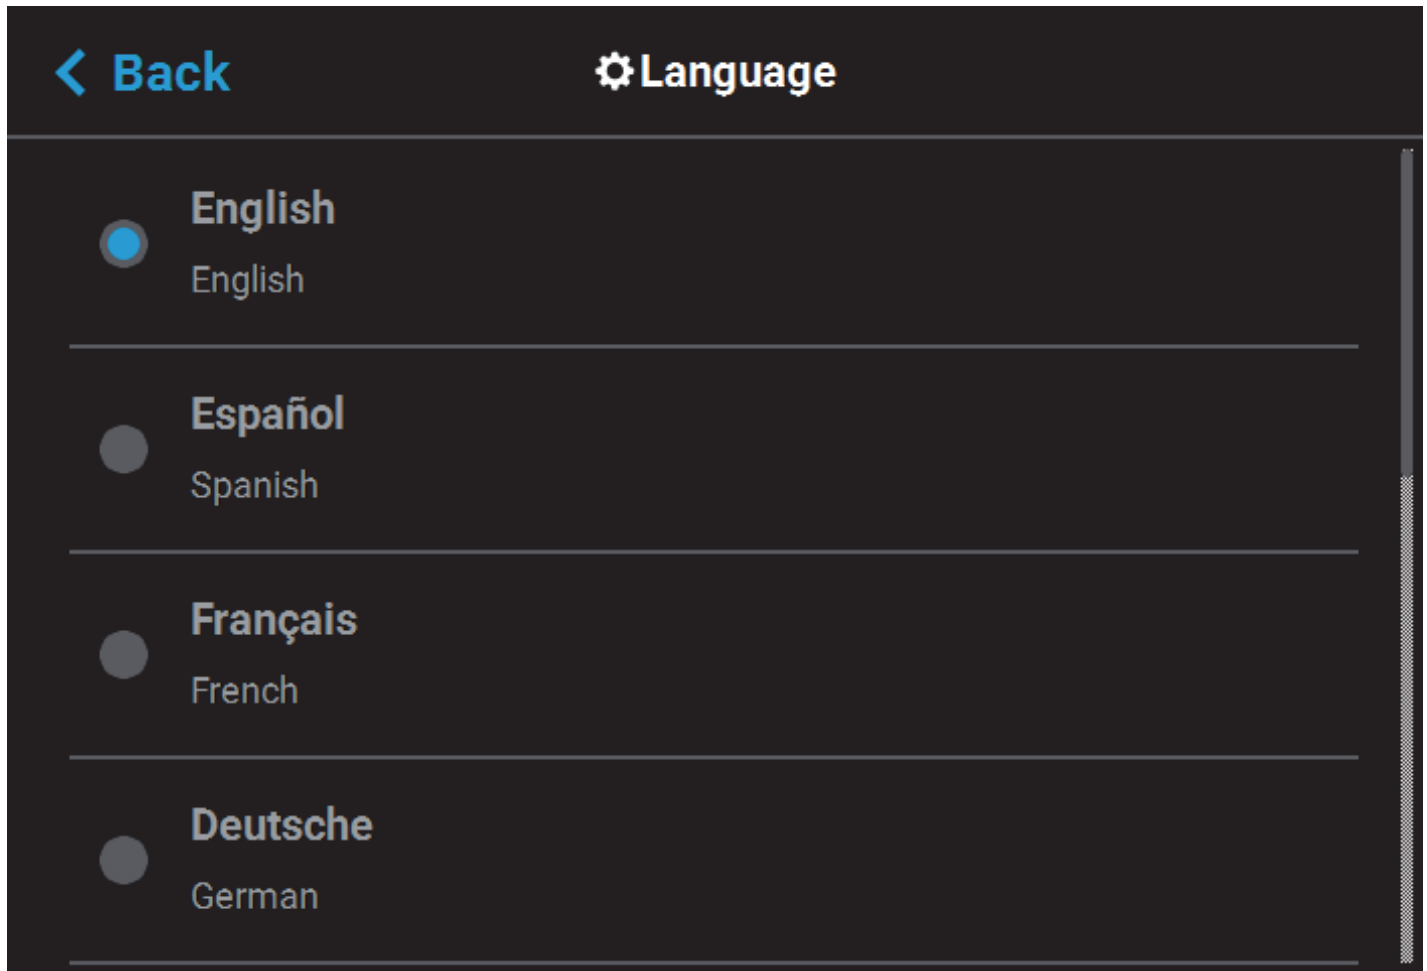 Back
Language
English
English
Español
Spanish
Français
French
Deutsche
German